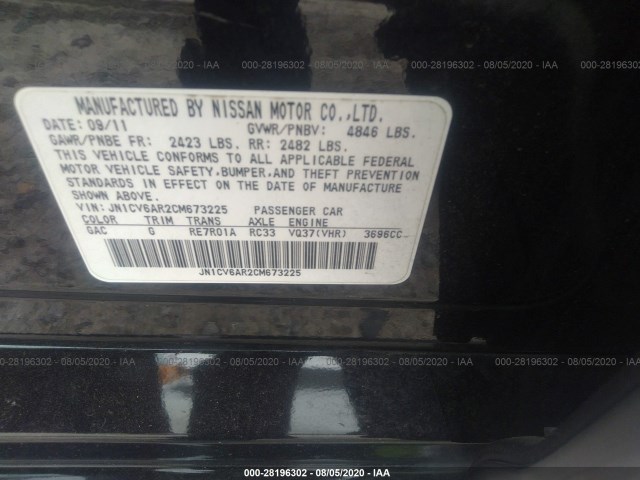 000-28196302 - 08/05/2020 - IAA
000-28196302 - 08/05/2020 - IAA
000-28196302 - 08/05/2020 - IAA
MANUFACTURED BY NISSAN MOTOR CO.,LTD.
DATE: 09/11 GVWR/PNBV: 4846 LBS.
GAWR/PNBE FR: 2423 LBS. RR: 2482 LBS.
THIS VEHICLE CONFORMS TO ALL APPLICABLE FEDERAL
MOTOR VEHICLE SAFETY,BUMPER,AND THEFT PREVENTION
STANDARDS IN EFFECT ON THE DATE OF MANUFACTURE
SHOWN ABOVE.
VIN: JN1CV6AR2CM673225 PASSENGER CAR
COLOR TRIM TRANS AXLE ENGINE
GAC G RE7R01A RC33 VQ37(VHR) 3696CC
JN1CV6AR2CM673225
000-28196302 - 08/05/2020 - IAA
000-28196302 - 08/05/2020 - IAA
000-28196302 - 08/05/2020 - IAA
000-28196302 - 08/05/2020 - IAA